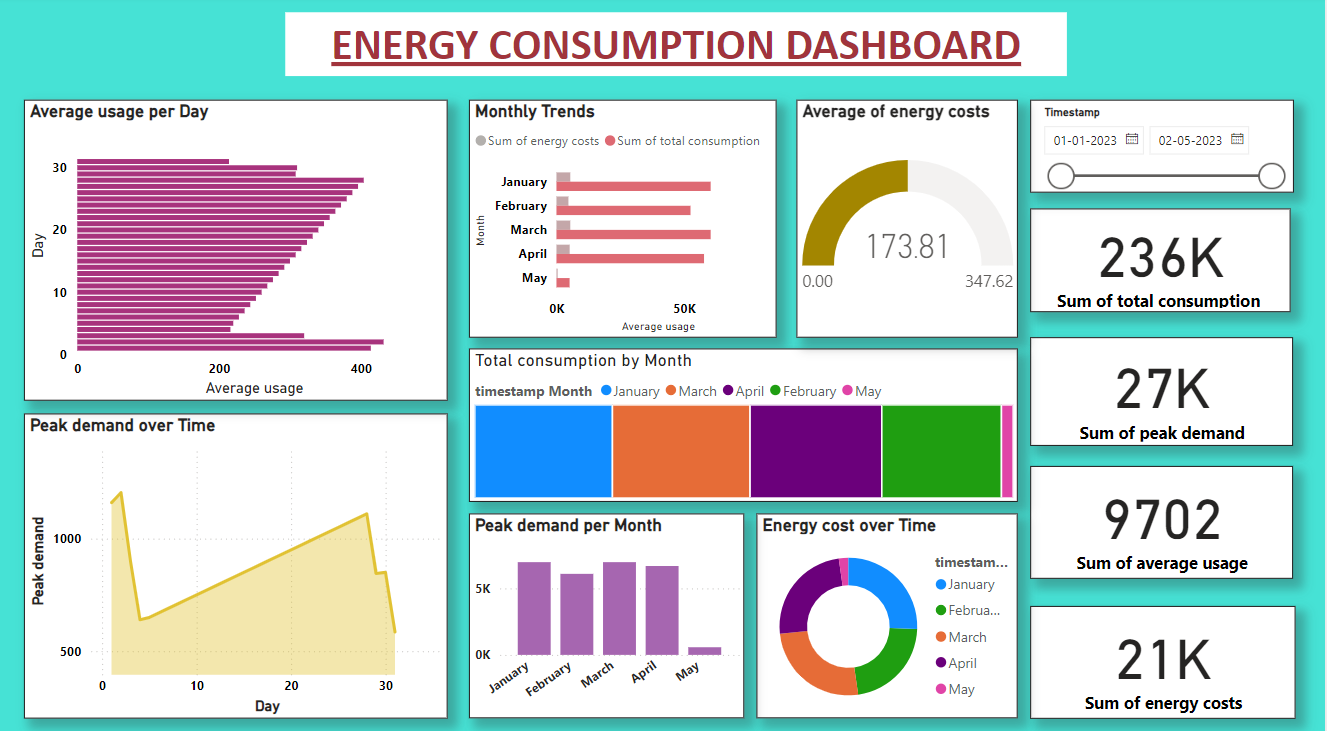 ENERGY CONSUMPTION DASHBOARD
Average usage per Day
30
20
10
0
Day
0 200 400
Average usage
Monthly Trends
Sum of energy costs Sum of total consumption
January
February
March
April
May
Month
0K 50K
Average usage
Average of energy costs
173.81
0.00 347.62
Timestamp
01-01-2023 02-05-2023
236K
Sum of total consumption
27K
Sum of peak demand
9702
Sum of average usage
21K
Sum of energy costs
Total consumption by Month
timestamp Month January March April February May
Peak demand over Time
1000
500
Peak demand
0 10 20 30
Day
Peak demand per Month
5K
0K
January February March April May
Energy cost over Time
timestam...
January
Februa...
March
April
May